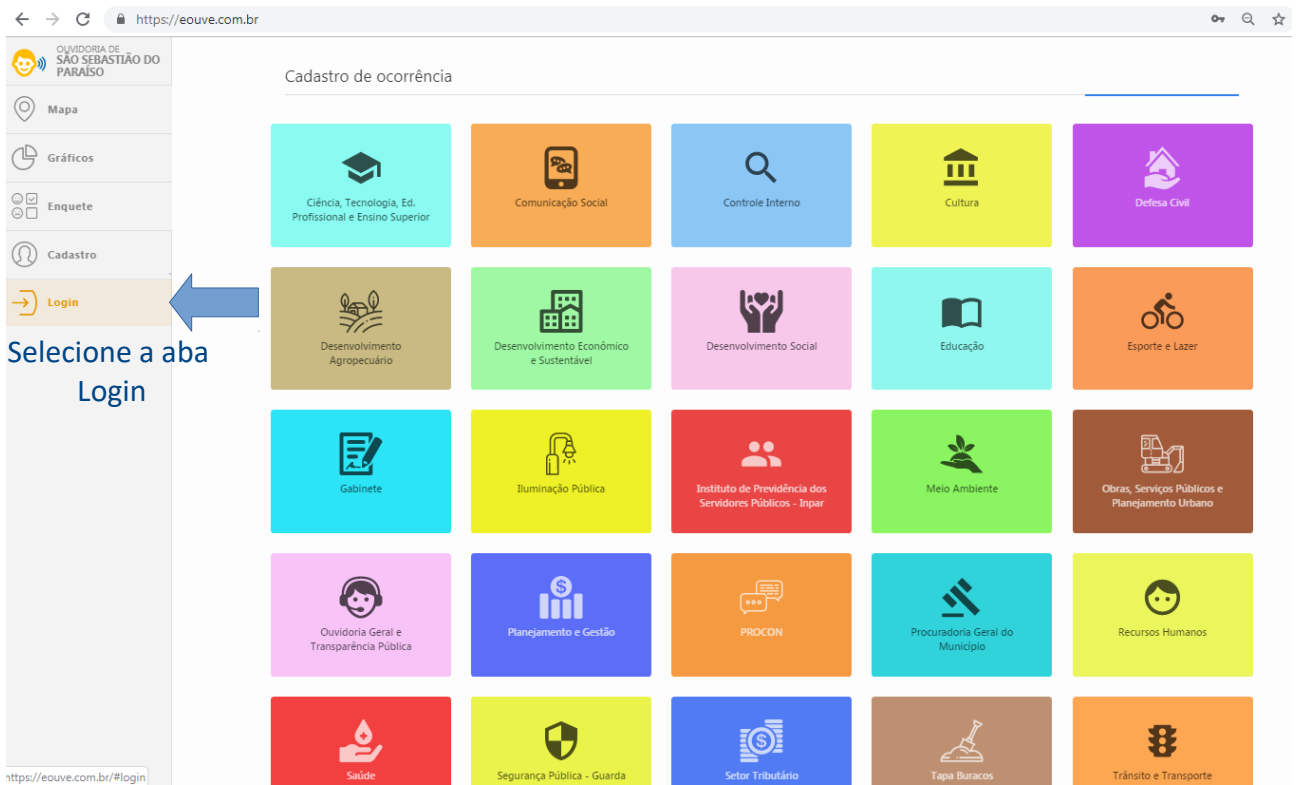 https://eouve.com.br
OUVIDORIA DE
SÃO SEBASTIÃO DO
PARAÍSO
Mapa
Gráficos
Enquete
Cadastro
Login
Selecione a aba
Login
Cadastro de ocorrência
Ciência, Tecnologia, Ed.
Profissional e Ensino Superior
Comunicação Social
Controle Interno
Cultura
Defesa Civil
Desenvolvimento
Agropecuário
Desenvolvimento Econômico
e Sustentável
Desenvolvimento Social
Educação
Esporte e Lazer
Gabinete
Iluminação Pública
Instituto de Previdência dos
Servidores Públicos - Inpar
Meio Ambiente
Obras, Serviços Públicos e
Planejamento Urbano
Ouvidoria Geral e
Transparência Pública
Planejamento e Gestão
PROCON
Procuradoria Geral do
Município
Recursos Humanos
Saúde
Segurança Pública - Guarda
Setor Tributário
Tapa Buracos
Trânsito e Transporte
https://eouve.com.br/#login